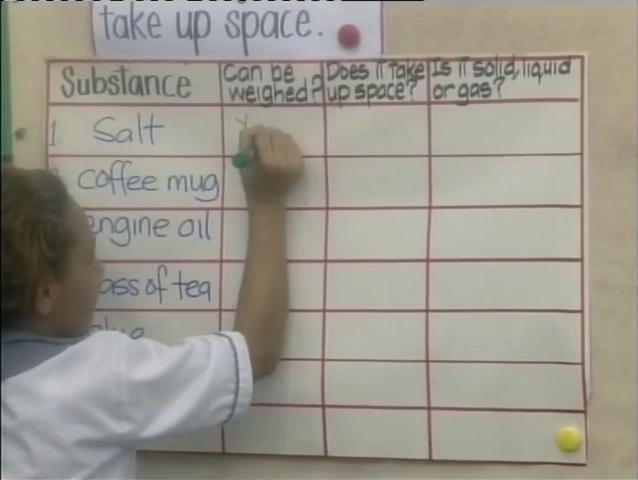 take up space.
Substance
Can be weighed?
Does it take up space?
Is it solid, liquid or gas?
1. Salt
coffee mug
engine oil
of tea